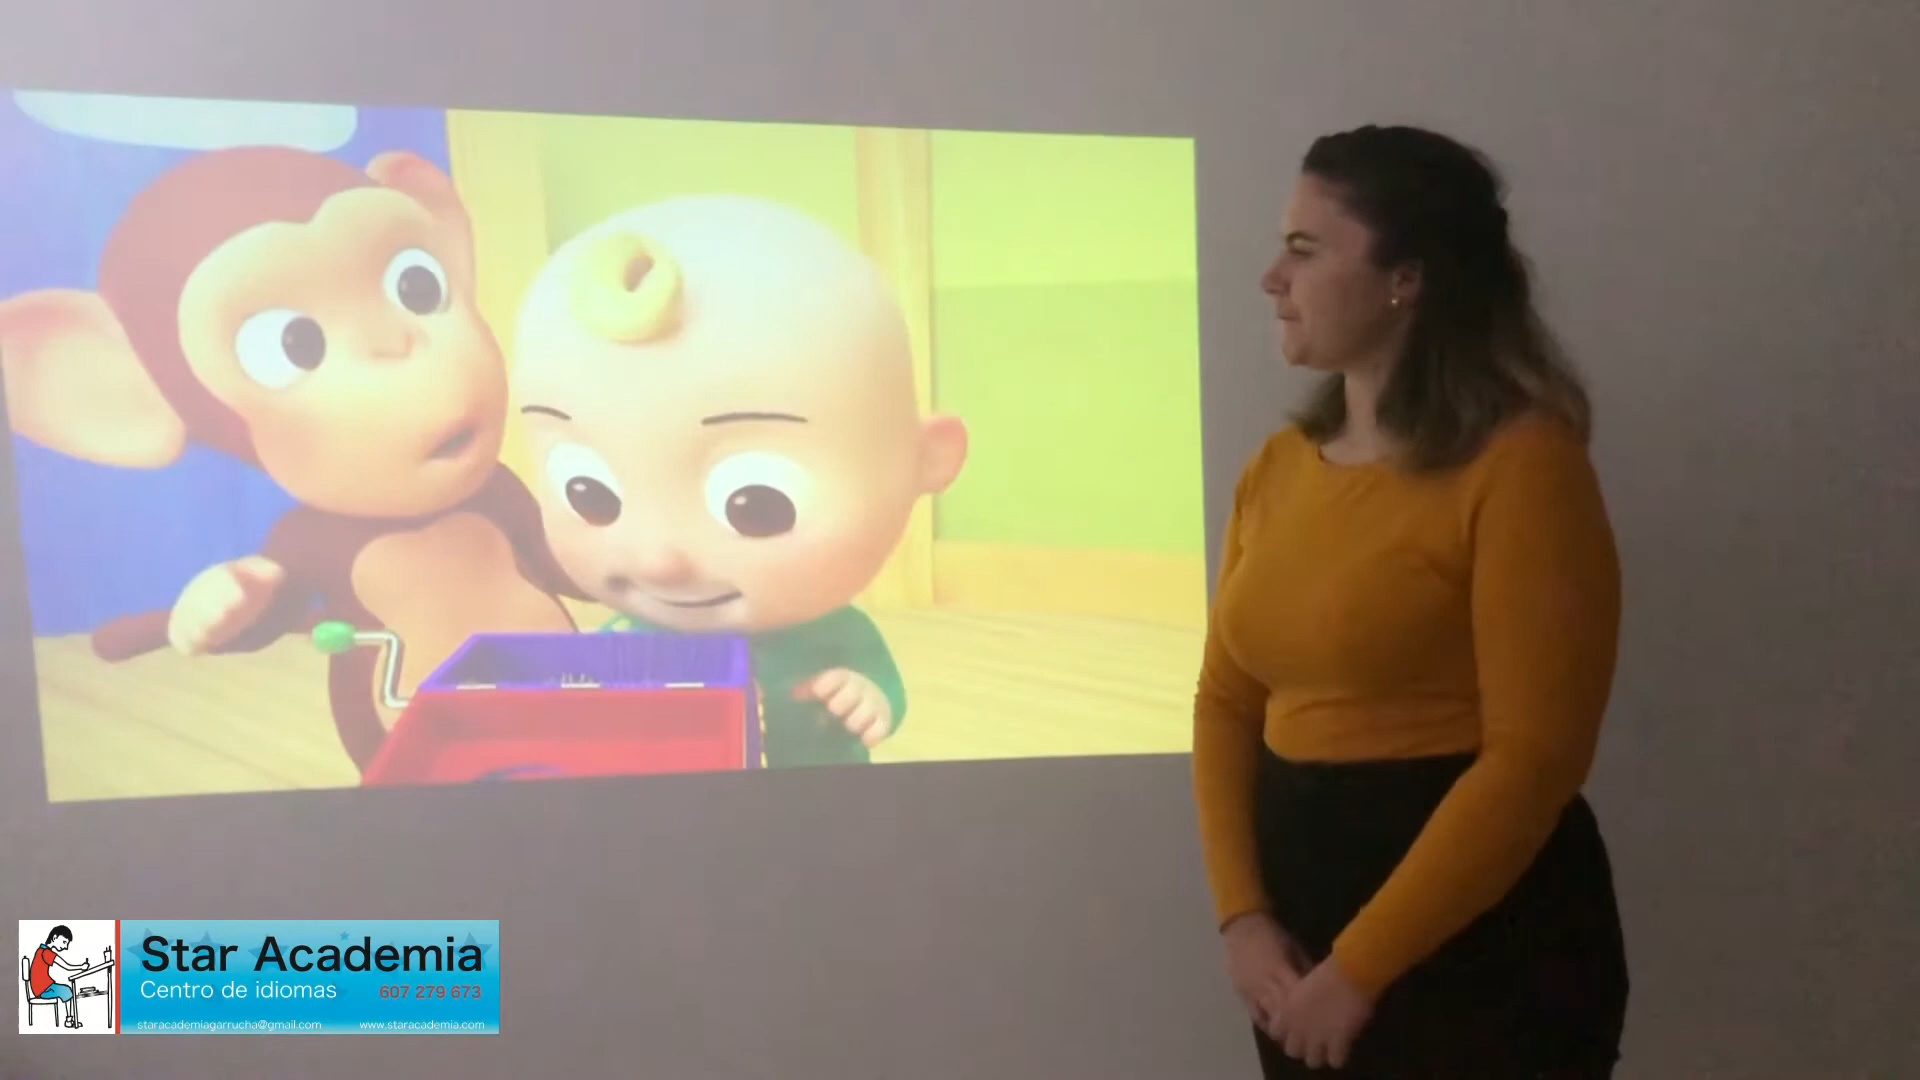 Star Academia
Centro de idiomas 607 279 673
staracademiagarrucha@gmail.com www.staracademia.com